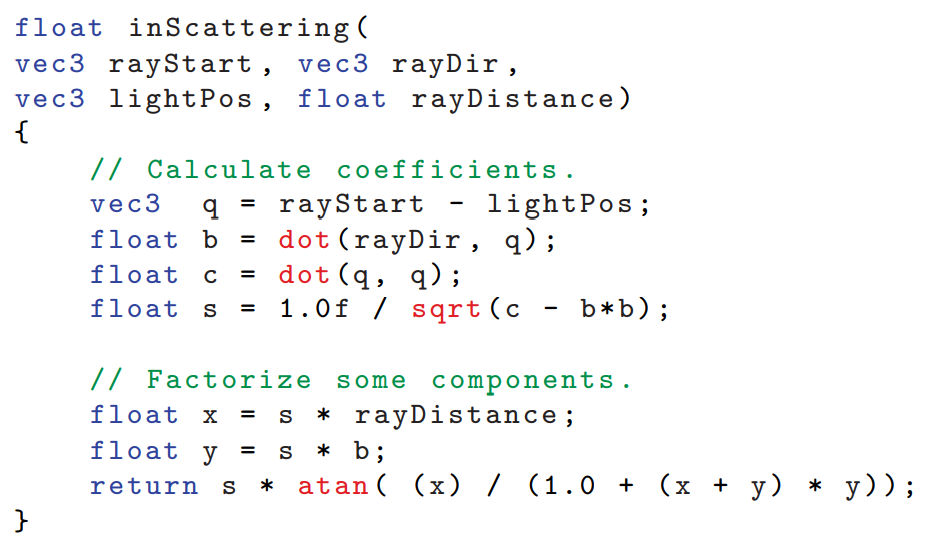 float inScattering(
vec3 rayStart, vec3 rayDir,
vec3 lightPos, float rayDistance)
{
    // Calculate coefficients.
    vec3  q = rayStart - lightPos;
    float b = dot(rayDir, q);
    float c = dot(q, q);
    float s = 1.0f / sqrt(c - b*b);

    // Factorize some components.
    float x = s * rayDistance;
    float y = s * b;
    return s * atan( (x) / (1.0 + (x + y) * y));
}